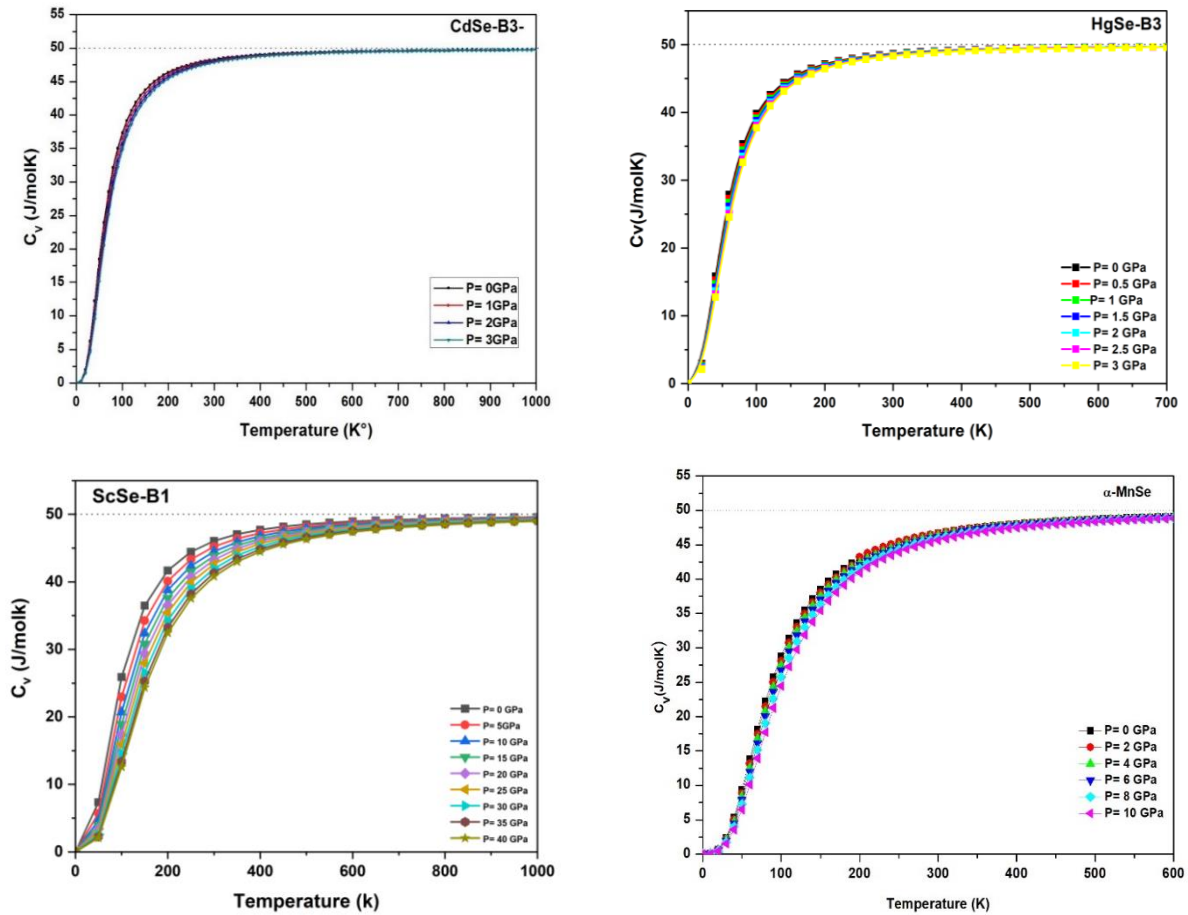 CdSe-B3-
55
50
45
40
35
30
25
20
15
10
5
0
C_V (J/molK)
P= 0GPa
P= 1GPa
P= 2GPa
P= 3GPa
0 100 200 300 400 500 600 700 800 900 1000
Temperature (K°)
HgSe-B3
50
40
30
20
10
0
Cv(J/molK)
P= 0 GPa
P= 0.5 GPa
P= 1 GPa
P= 1.5 GPa
P= 2 GPa
P= 2.5 GPa
P= 3 GPa
0 100 200 300 400 500 600 700
Temperature (K)
ScSe-B1
50
40
30
20
10
0
C_V (J/molk)
P= 0 GPa
P= 5GPa
P= 10 GPa
P= 15 GPa
P= 20 GPa
P= 25 GPa
P= 30 GPa
P= 35 GPa
P= 40 GPa
0 200 400 600 800 1000
Temperature (k)
α-MnSe
55
50
45
40
35
30
25
20
15
10
5
0
C_V(J/molK)
P= 0 GPa
P= 2 GPa
P= 4 GPa
P= 6 GPa
P= 8 GPa
P= 10 GPa
0 100 200 300 400 500 600
Temperature (K)